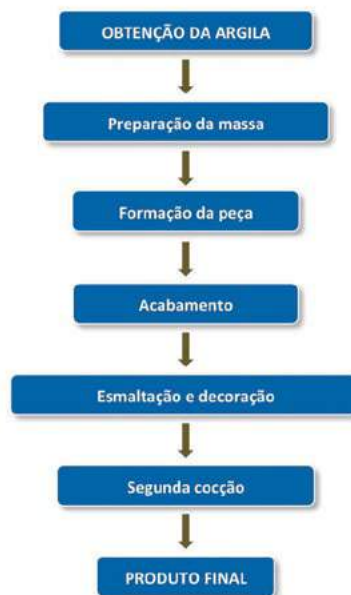 OBTENÇÃO DA ARGILA
Preparação da massa
Formação da peça
Acabamento
Esmaltação e decoração
Segunda cocção
PRODUTO FINAL